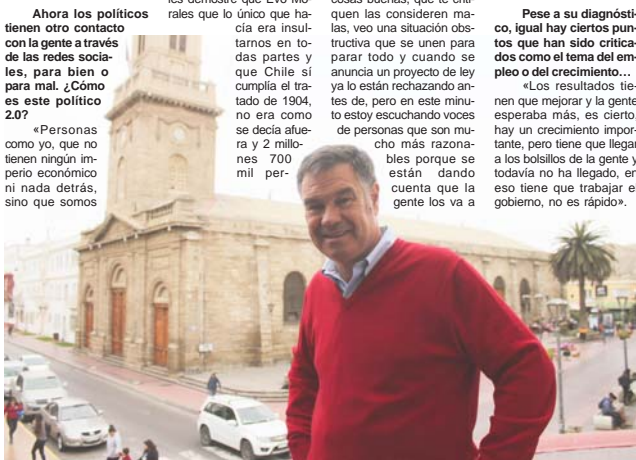 Ahora los políticos
tienen otro contacto
con la gente a través
de las redes socia-
les, para bien o
para mal. ¿Cómo
es este político
2.0?
«Personas
como yo, que no
tienen ningún im-
perio económico
ni nada detrás,
sino que somos
les demostré que Evo Mo-
rales que lo único que ha-
cía era insul-
tarnos en to-
das partes y
que Chile sí
cumplía el tra-
tado de 1904,
no era como
se decía afue-
ra y 2 millo-
nes 700
mil per-
cosas buenas, que te criti-
quen las consideren ma-
las, veo una situación obs-
tructiva que se unen para
parar todo y cuando se
anuncia un proyecto de ley
ya lo están rechazando an-
tes de, pero en este minu-
to estoy escuchando voces
de personas que son mu-
cho más razona-
bles porque se
están dando
cuenta que la
gente los va a
Pese a su diagnósti-
co, igual hay ciertos pun-
tos que han sido critica-
dos como el tema del em-
pleo o del crecimiento…
«Los resultados tie-
nen que mejorar y la gente
esperaba más, es cierto,
hay un crecimiento impor-
tante, pero tiene que llegar
a los bolsillos de la gente y
todavía no ha llegado, en
eso tiene que trabajar el
gobierno, no es rápido».